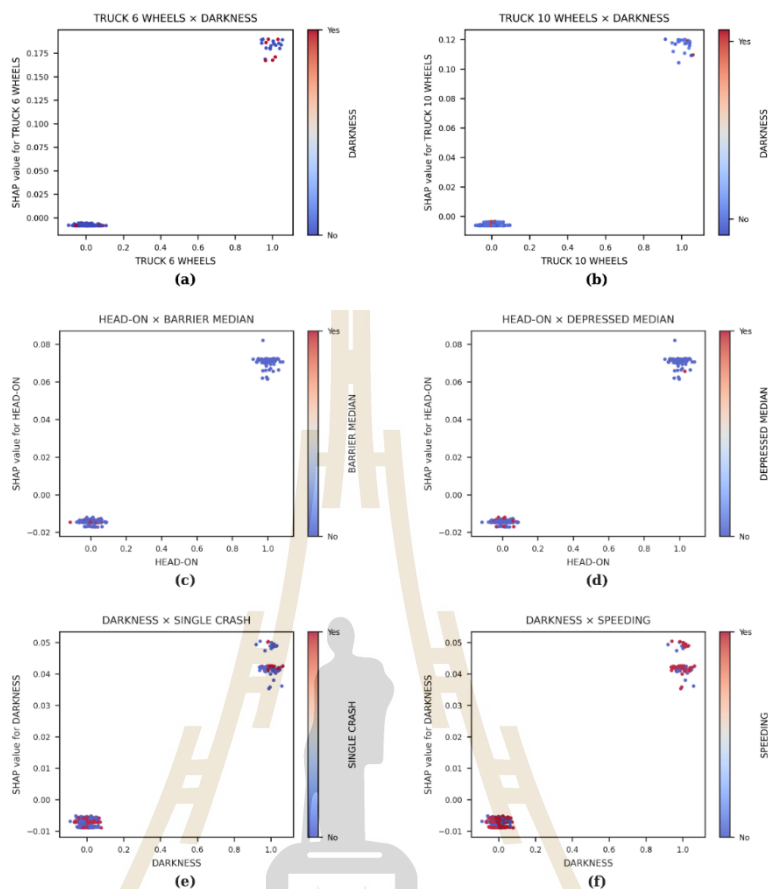 TRUCK 6 WHEELS × DARKNESS
SHAP value for TRUCK 6 WHEELS
0.175
0.150
0.125
0.100
0.075
0.050
0.025
0.000
0.0 0.2 0.4 0.6 0.8 1.0
TRUCK 6 WHEELS
Yes
No
DARKNESS
(a)
TRUCK 10 WHEELS × DARKNESS
SHAP value for TRUCK 10 WHEELS
0.12
0.10
0.08
0.06
0.04
0.02
0.00
0.0 0.2 0.4 0.6 0.8 1.0
TRUCK 10 WHEELS
Yes
No
DARKNESS
(b)
HEAD-ON × BARRIER MEDIAN
SHAP value for HEAD-ON
0.08
0.06
0.04
0.02
0.00
−0.02
0.0 0.2 0.4 0.6 0.8 1.0
HEAD-ON
Yes
No
BARRIER MEDIAN
(c)
HEAD-ON × DEPRESSED MEDIAN
SHAP value for HEAD-ON
0.08
0.06
0.04
0.02
0.00
−0.02
0.0 0.2 0.4 0.6 0.8 1.0
HEAD-ON
Yes
No
DEPRESSED MEDIAN
(d)
DARKNESS × SINGLE CRASH
SHAP value for DARKNESS
0.05
0.04
0.03
0.02
0.01
0.00
−0.01
0.0 0.2 0.4 0.6 0.8 1.0
DARKNESS
Yes
No
SINGLE CRASH
(e)
DARKNESS × SPEEDING
SHAP value for DARKNESS
0.05
0.04
0.03
0.02
0.01
0.00
−0.01
0.0 0.2 0.4 0.6 0.8 1.0
DARKNESS
Yes
No
SPEEDING
(f)